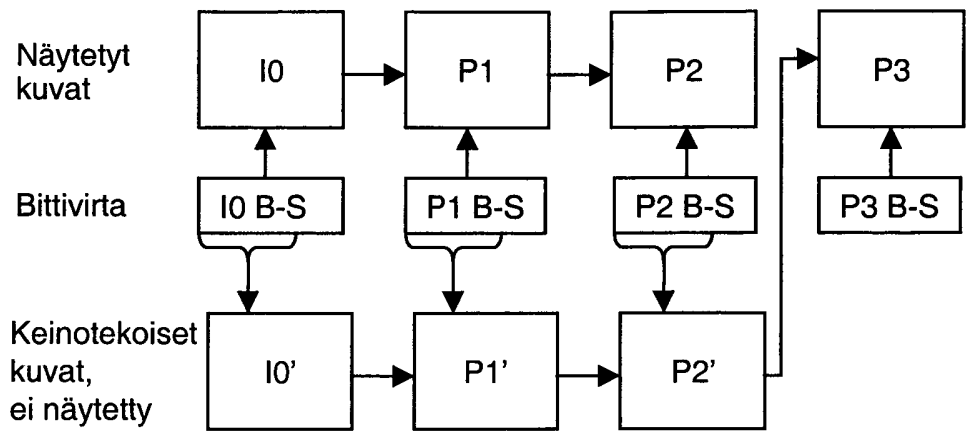 Näytetyt
kuvat
I0
P1
P2
P3
Bittivirta
I0 B-S
P1 B-S
P2 B-S
P3 B-S
Keinotekoiset
kuvat,
ei näytetty
I0'
P1'
P2'